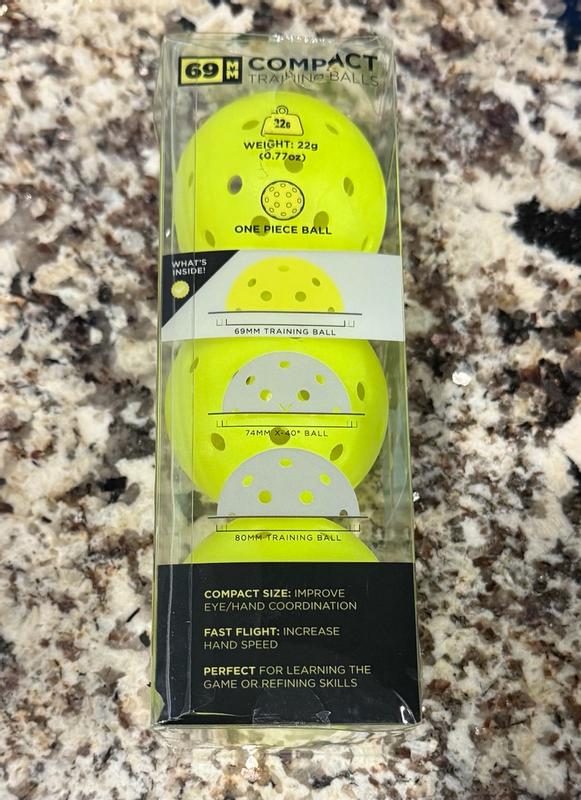 69 MM COMPACT
TRAINING BALLS
22g
WEIGHT: 22g
(0.77oz)
ONE PIECE BALL
WHAT'S
INSIDE!
69MM TRAINING BALL
74MM X-40® BALL
80MM TRAINING BALL
COMPACT SIZE: IMPROVE
EYE/HAND COORDINATION
FAST FLIGHT: INCREASE
HAND SPEED
PERFECT FOR LEARNING THE
GAME OR REFINING SKILLS